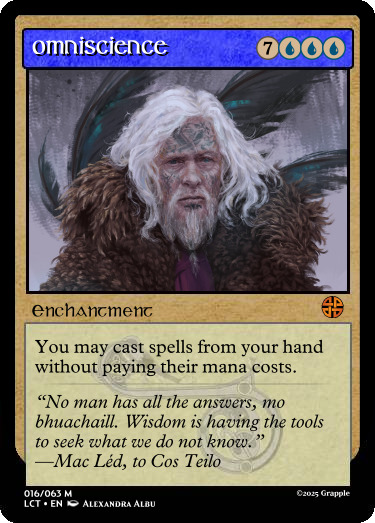 omniscience 7
Enchantment
You may cast spells from your hand
without paying their mana costs.
“No man has all the answers, mo
bhuachaill. Wisdom is having the tools
to seek what we do not know.”
—Mac Léd, to Cos Teilo
016/063 M
LCT • EN Alexandra Albu
©2025 Grapple